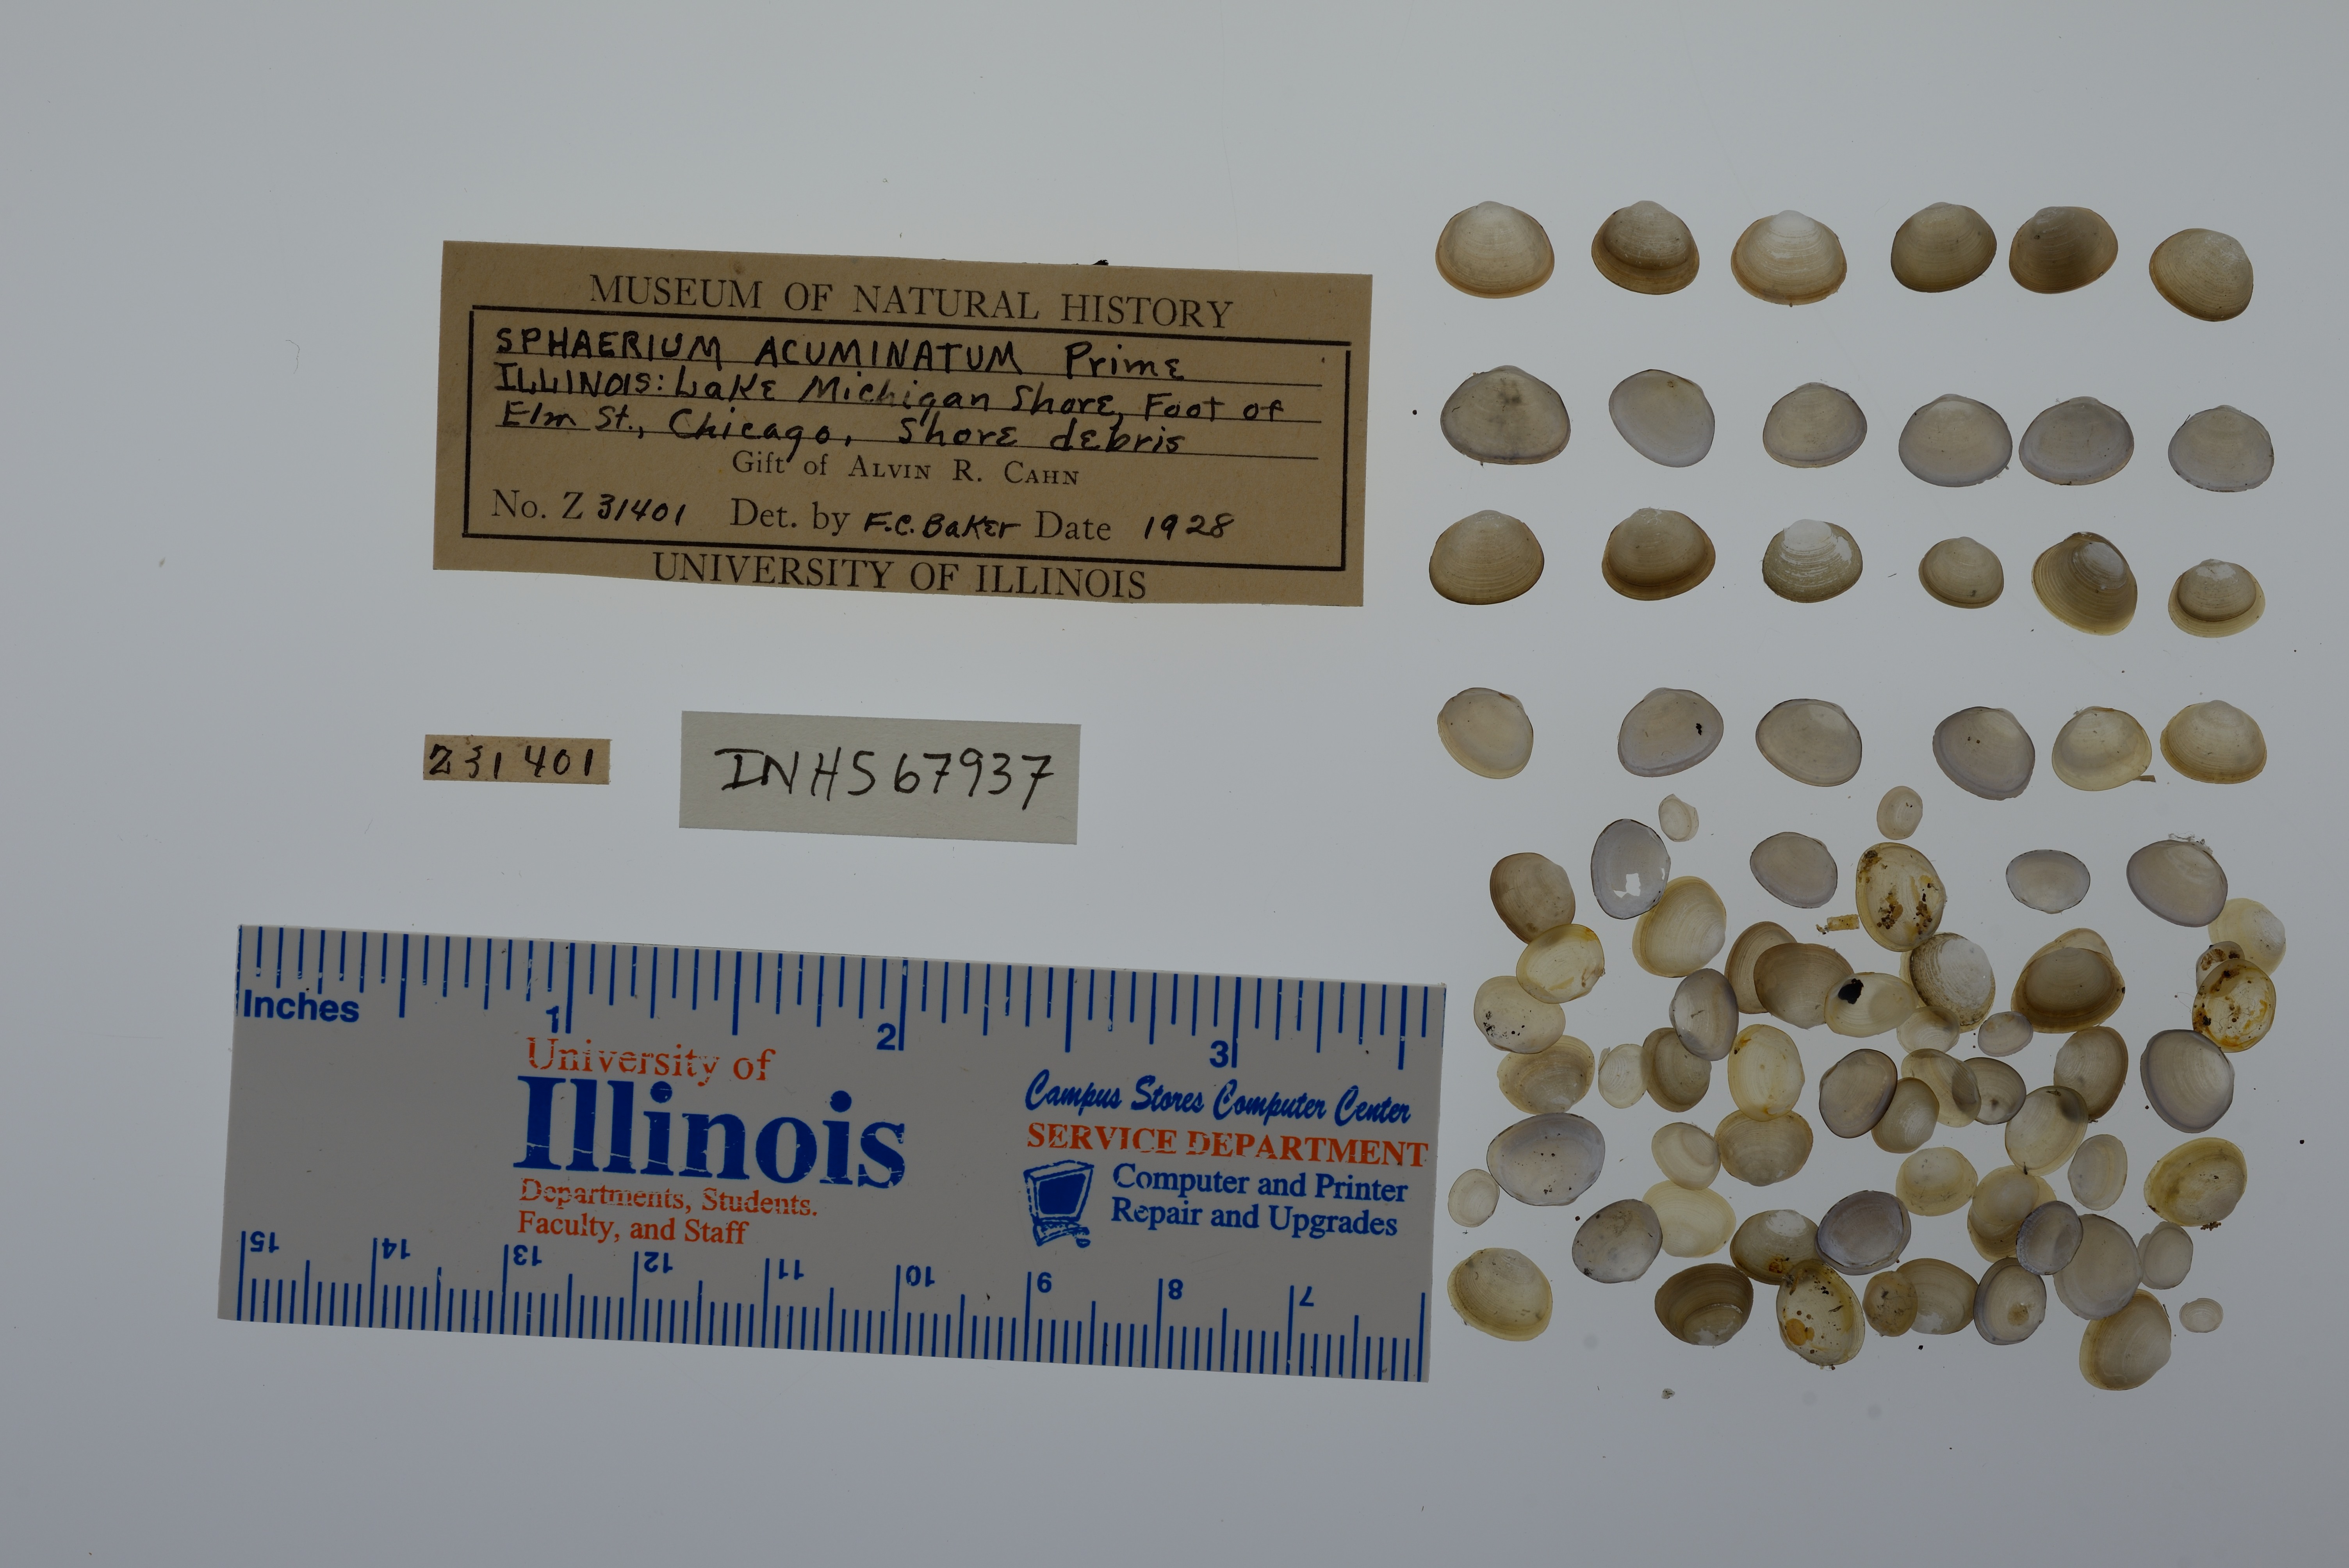 MUSEUM OF NATURAL HISTORY
SPHAERIUM ACUMINATUM Prime
ILLINOIS: Lake Michigan Shore, Foot of
Elm St., Chicago, Shore debris
Gift of ALVIN R. CAHN
No. Z 31401 Det. by F.C. Baker Date 1928
UNIVERSITY OF ILLINOIS
Z31401
INHS67937
Inches 1 2 3
University of
Illinois
Departments, Students.
Faculty, and Staff
Campus Stores Computer Center
SERVICE DEPARTMENT
Computer and Printer
Repair and Upgrades
15 14 13 12 11 10 9 8 7